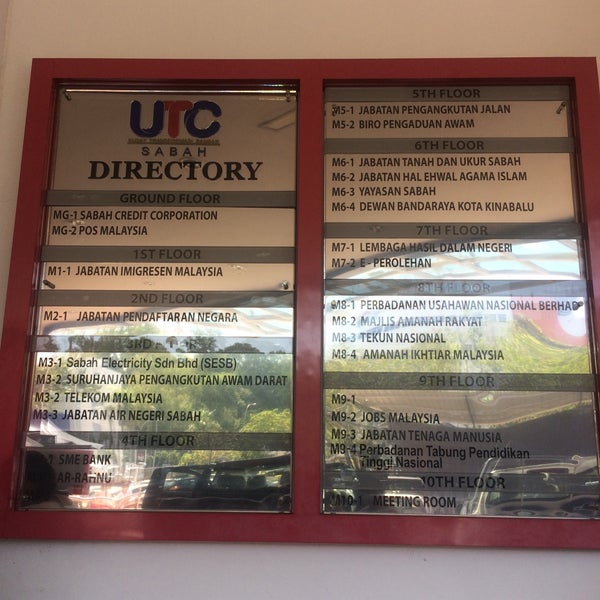 UTC
SABAH
DIRECTORY
GROUND FLOOR
MG-1 SABAH CREDIT CORPORATION
MG-2 POS MALAYSIA
1ST FLOOR
M1-1 JABATAN IMIGRESEN MALAYSIA
2ND FLOOR
M2-1 JABATAN PENDAFTARAN NEGARA
3RD
M3-1 Sabah Electricity Sdn Bhd (SESB)
M3-2 SURUHANJAYA PENGANGKUTAN AWAM DARAT
M3-2 TELEKOM MALAYSIA
M3-3 JABATAN AIR NEGERI SABAH
4TH FLOOR
SME BANK
AR-RAHNU
5TH FLOOR
M5-1 JABATAN PENGANGKUTAN JALAN
M5-2 BIRO PENGADUAN AWAM
6TH FLOOR
M6-1 JABATAN TANAH DAN UKUR SABAH
M6-2 JABATAN HAL EHWAL AGAMA ISLAM
M6-3 YAYASAN SABAH
M6-4 DEWAN BANDARAYA KOTA KINABALU
7TH FLOOR
M7-1 LEMBAGA HASIL DALAM NEGERI
M7-2 E - PEROLEHAN
8TH FLOOR
M8-1 PERBADANAN USAHAWAN NASIONAL BERHAD
M8-2 MAJLIS AMANAH RAKYAT
M8-3 TEKUN NASIONAL
M8-4 AMANAH IKHTIAR MALAYSIA
9TH FLOOR
M9-1
M9-2 JOBS MALAYSIA
M9-3 JABATAN TENAGA MANUSIA
M9-4 Perbadanan Tabung Pendidikan
Tinggi Nasional
10TH FLOOR
M10-1 MEETING ROOM